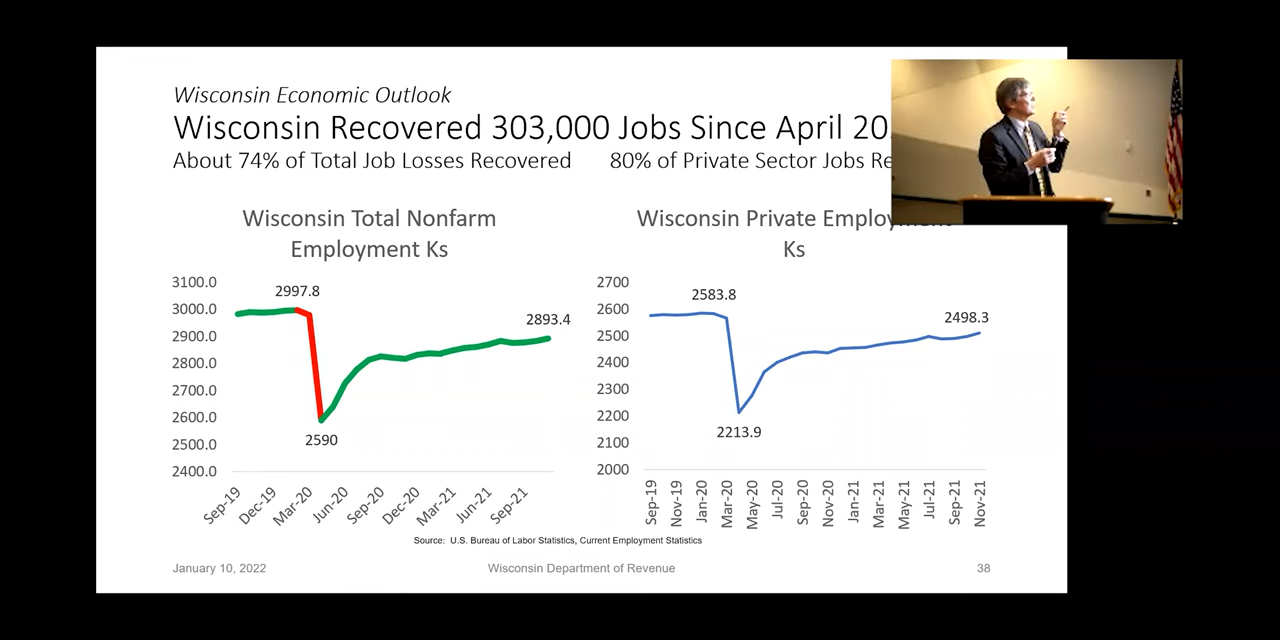 Wisconsin Economic Outlook
Wisconsin Recovered 303,000 Jobs Since April 20
About 74% of Total Job Losses Recovered 80% of Private Sector Jobs Re
Wisconsin Total Nonfarm
Employment Ks
3100.0
3000.0
2900.0
2800.0
2700.0
2600.0
2500.0
2400.0
2997.8
2893.4
2590
Sep-19
Dec-19
Mar-20
Jun-20
Sep-20
Dec-20
Mar-21
Jun-21
Sep-21
Wisconsin Private Employment
Ks
2700
2600
2500
2400
2300
2200
2100
2000
2583.8
2498.3
2213.9
Sep-19
Nov-19
Jan-20
Mar-20
May-20
Jul-20
Sep-20
Nov-20
Jan-21
Mar-21
May-21
Jul-21
Sep-21
Nov-21
Source: U.S. Bureau of Labor Statistics, Current Employment Statistics
January 10, 2022 Wisconsin Department of Revenue 38